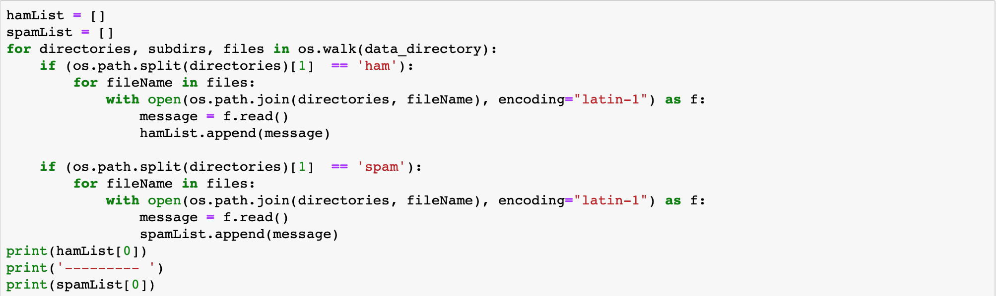 hamList = []
spamList = []
for directories, subdirs, files in os.walk(data_directory):
    if (os.path.split(directories)[1]  == 'ham'):
        for fileName in files:
            with open(os.path.join(directories, fileName), encoding="latin-1") as f:
                message = f.read()
                hamList.append(message)

    if (os.path.split(directories)[1]  == 'spam'):
        for fileName in files:
            with open(os.path.join(directories, fileName), encoding="latin-1") as f:
                message = f.read()
                spamList.append(message)
print(hamList[0])
print('--------- ')
print(spamList[0])